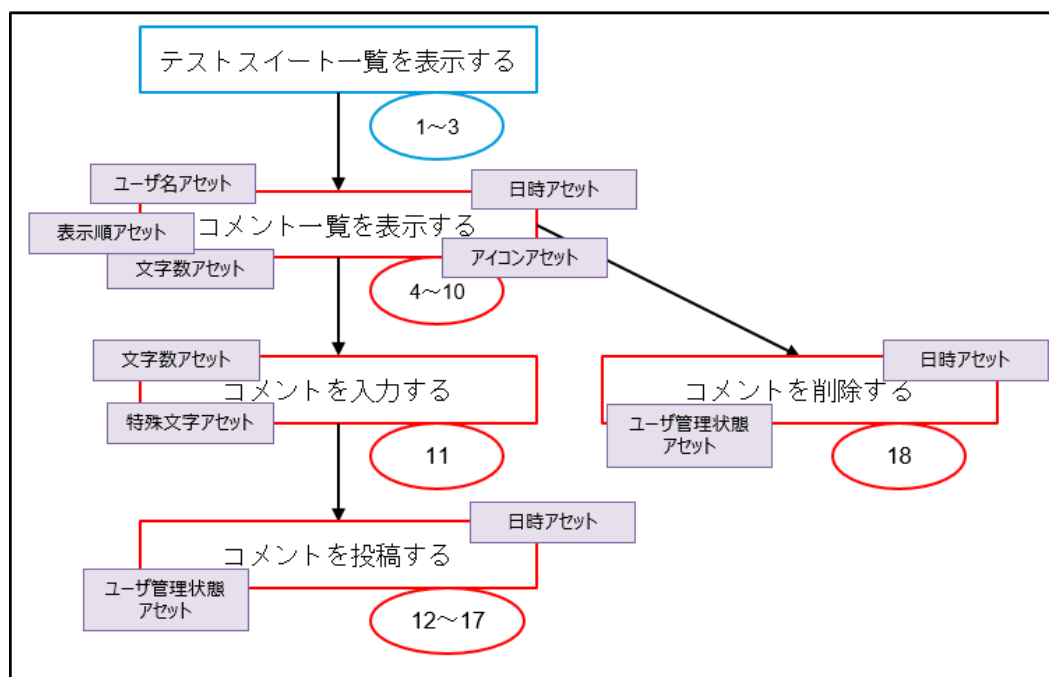 テストスイート一覧を表示する
1～3
ユーザ名アセット
日時アセット
表示順アセット
コメント一覧を表示する
文字数アセット
アイコンアセット
4～10
文字数アセット
コメントを入力する
特殊文字アセット
11
日時アセット
コメントを削除する
ユーザ管理状態
アセット
18
日時アセット
コメントを投稿する
ユーザ管理状態
アセット
12～17